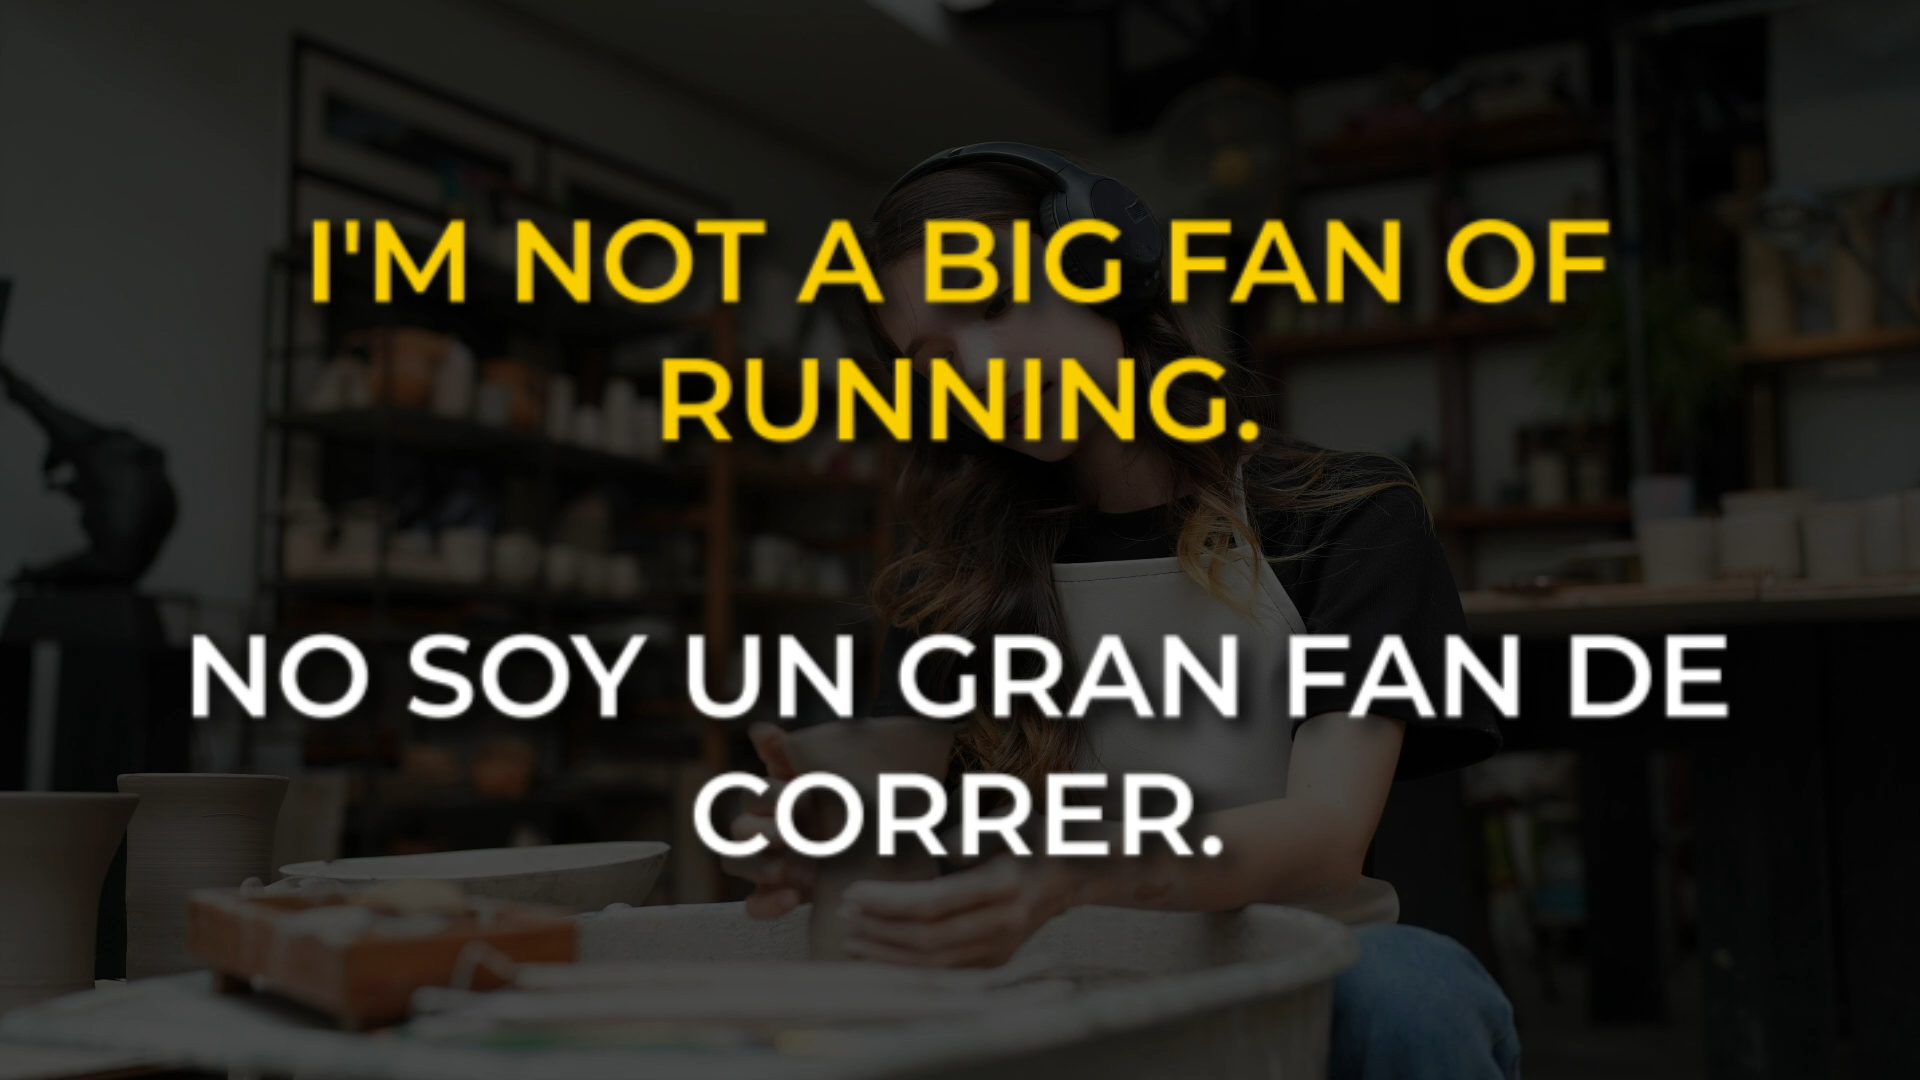 I'M NOT A BIG FAN OF
RUNNING.
NO SOY UN GRAN FAN DE
CORRER.